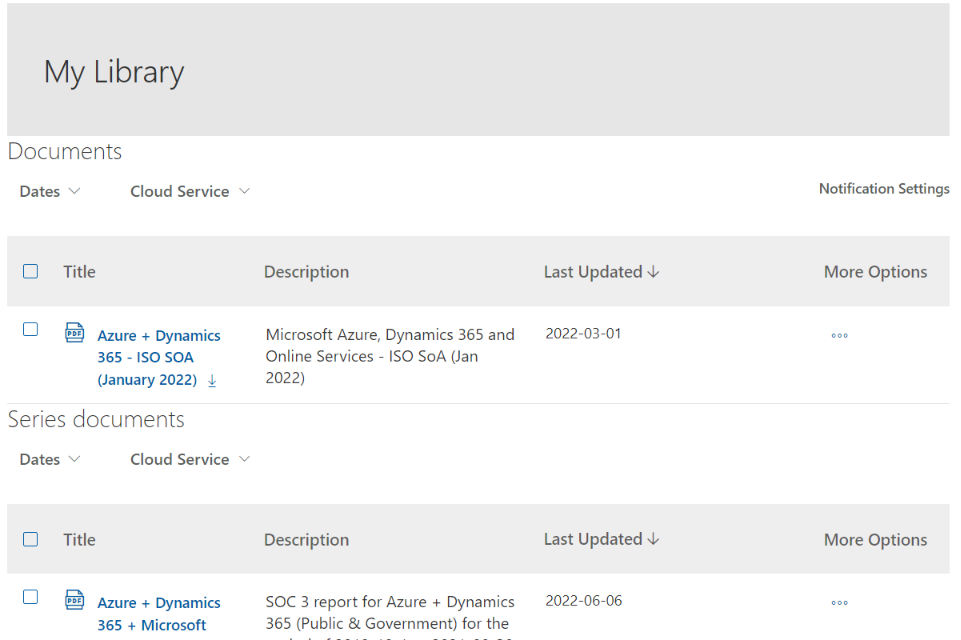 My Library
Documents
Dates Cloud Service Notification Settings
Title Description Last Updated ↓ More Options
PDF Azure + Dynamics Microsoft Azure, Dynamics 365 and 2022-03-01
365 - ISO SOA Online Services - ISO SoA (Jan
(January 2022) 2022)
Series documents
Dates Cloud Service
Title Description Last Updated ↓ More Options
PDF Azure + Dynamics SOC 3 report for Azure + Dynamics 2022-06-06
365 + Microsoft 365 (Public & Government) for the